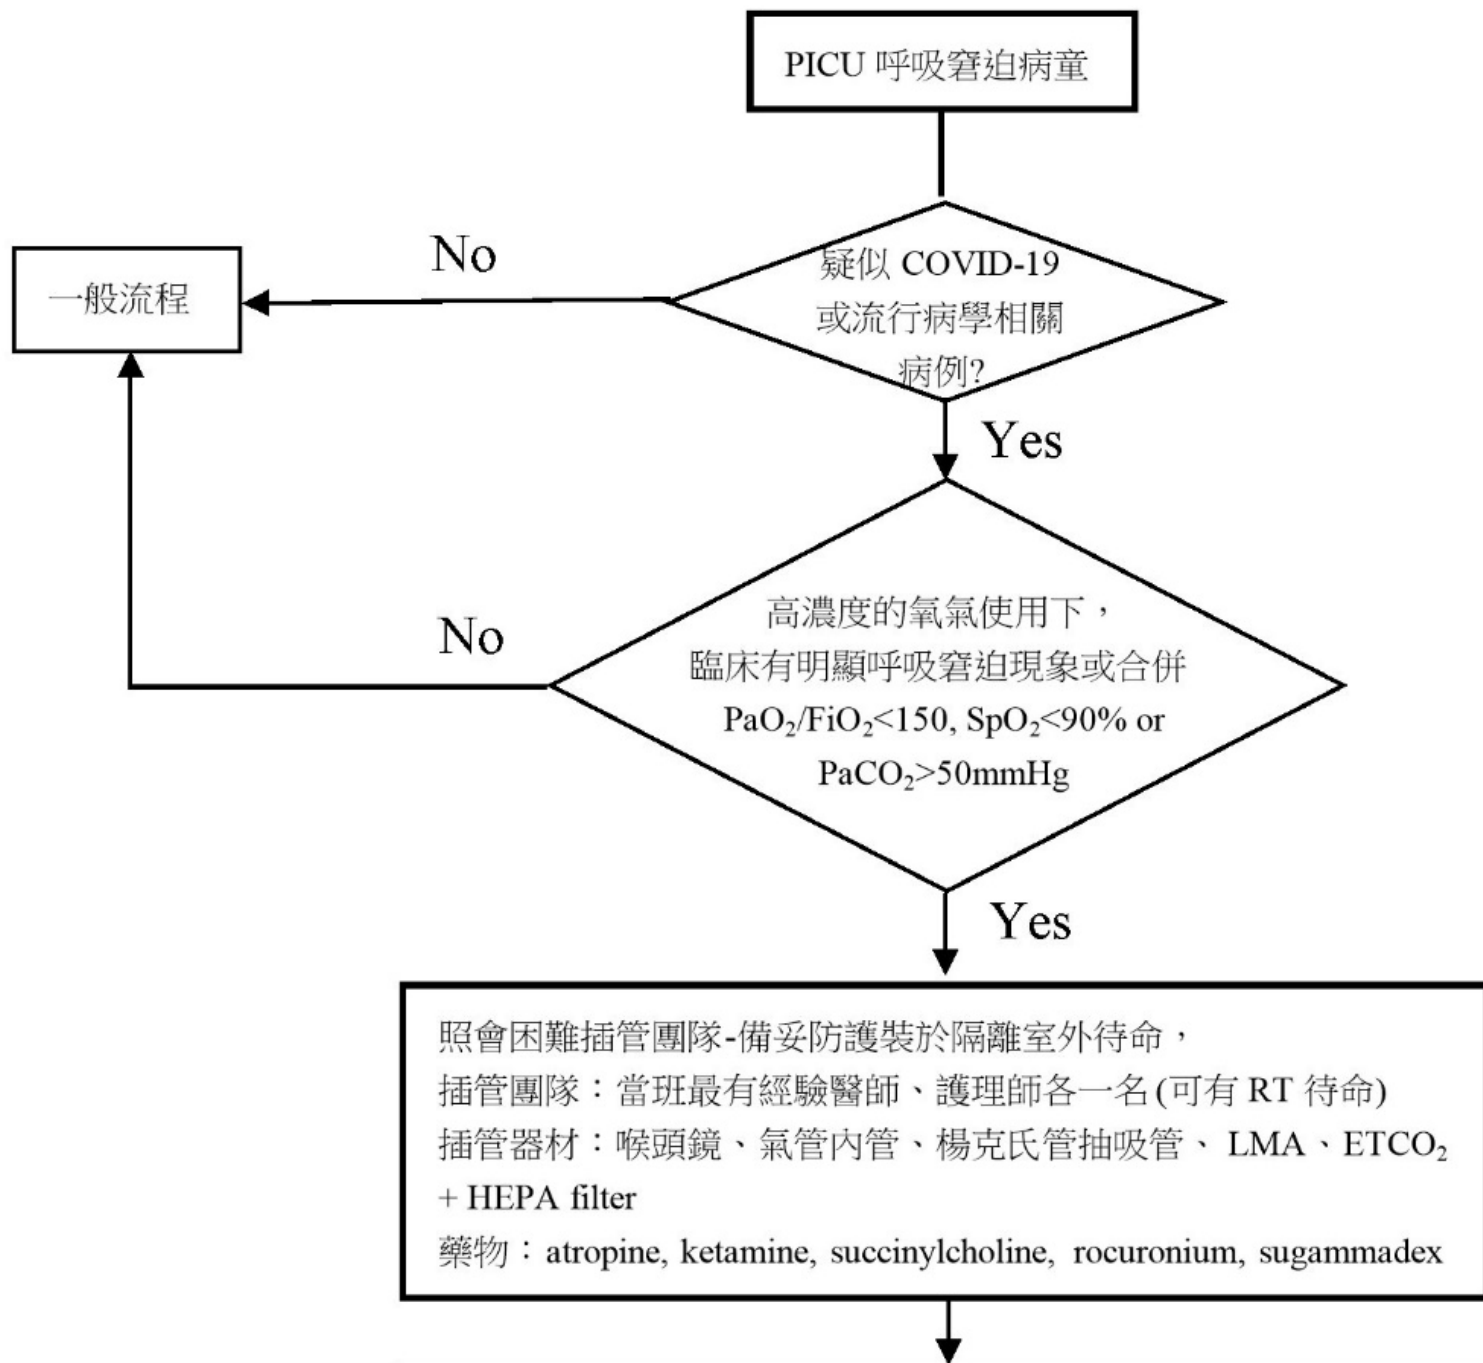 PICU 呼吸窘迫病童
No
疑似 COVID-19
或流行病學相關
病例?
一般流程
Yes
高濃度的氧氣使用下，
臨床有明顯呼吸窘迫現象或合併
PaO₂/FiO₂<150, SpO₂<90% or
PaCO₂>50mmHg
No
Yes
照會困難插管團隊-備妥防護裝於隔離室外待命，
插管團隊：當班最有經驗醫師、護理師各一名(可有 RT 待命)
插管器材：喉頭鏡、氣管內管、楊克氏管抽吸管、 LMA、ETCO₂
+ HEPA filter
藥物：atropine, ketamine, succinylcholine, rocuronium, sugammadex